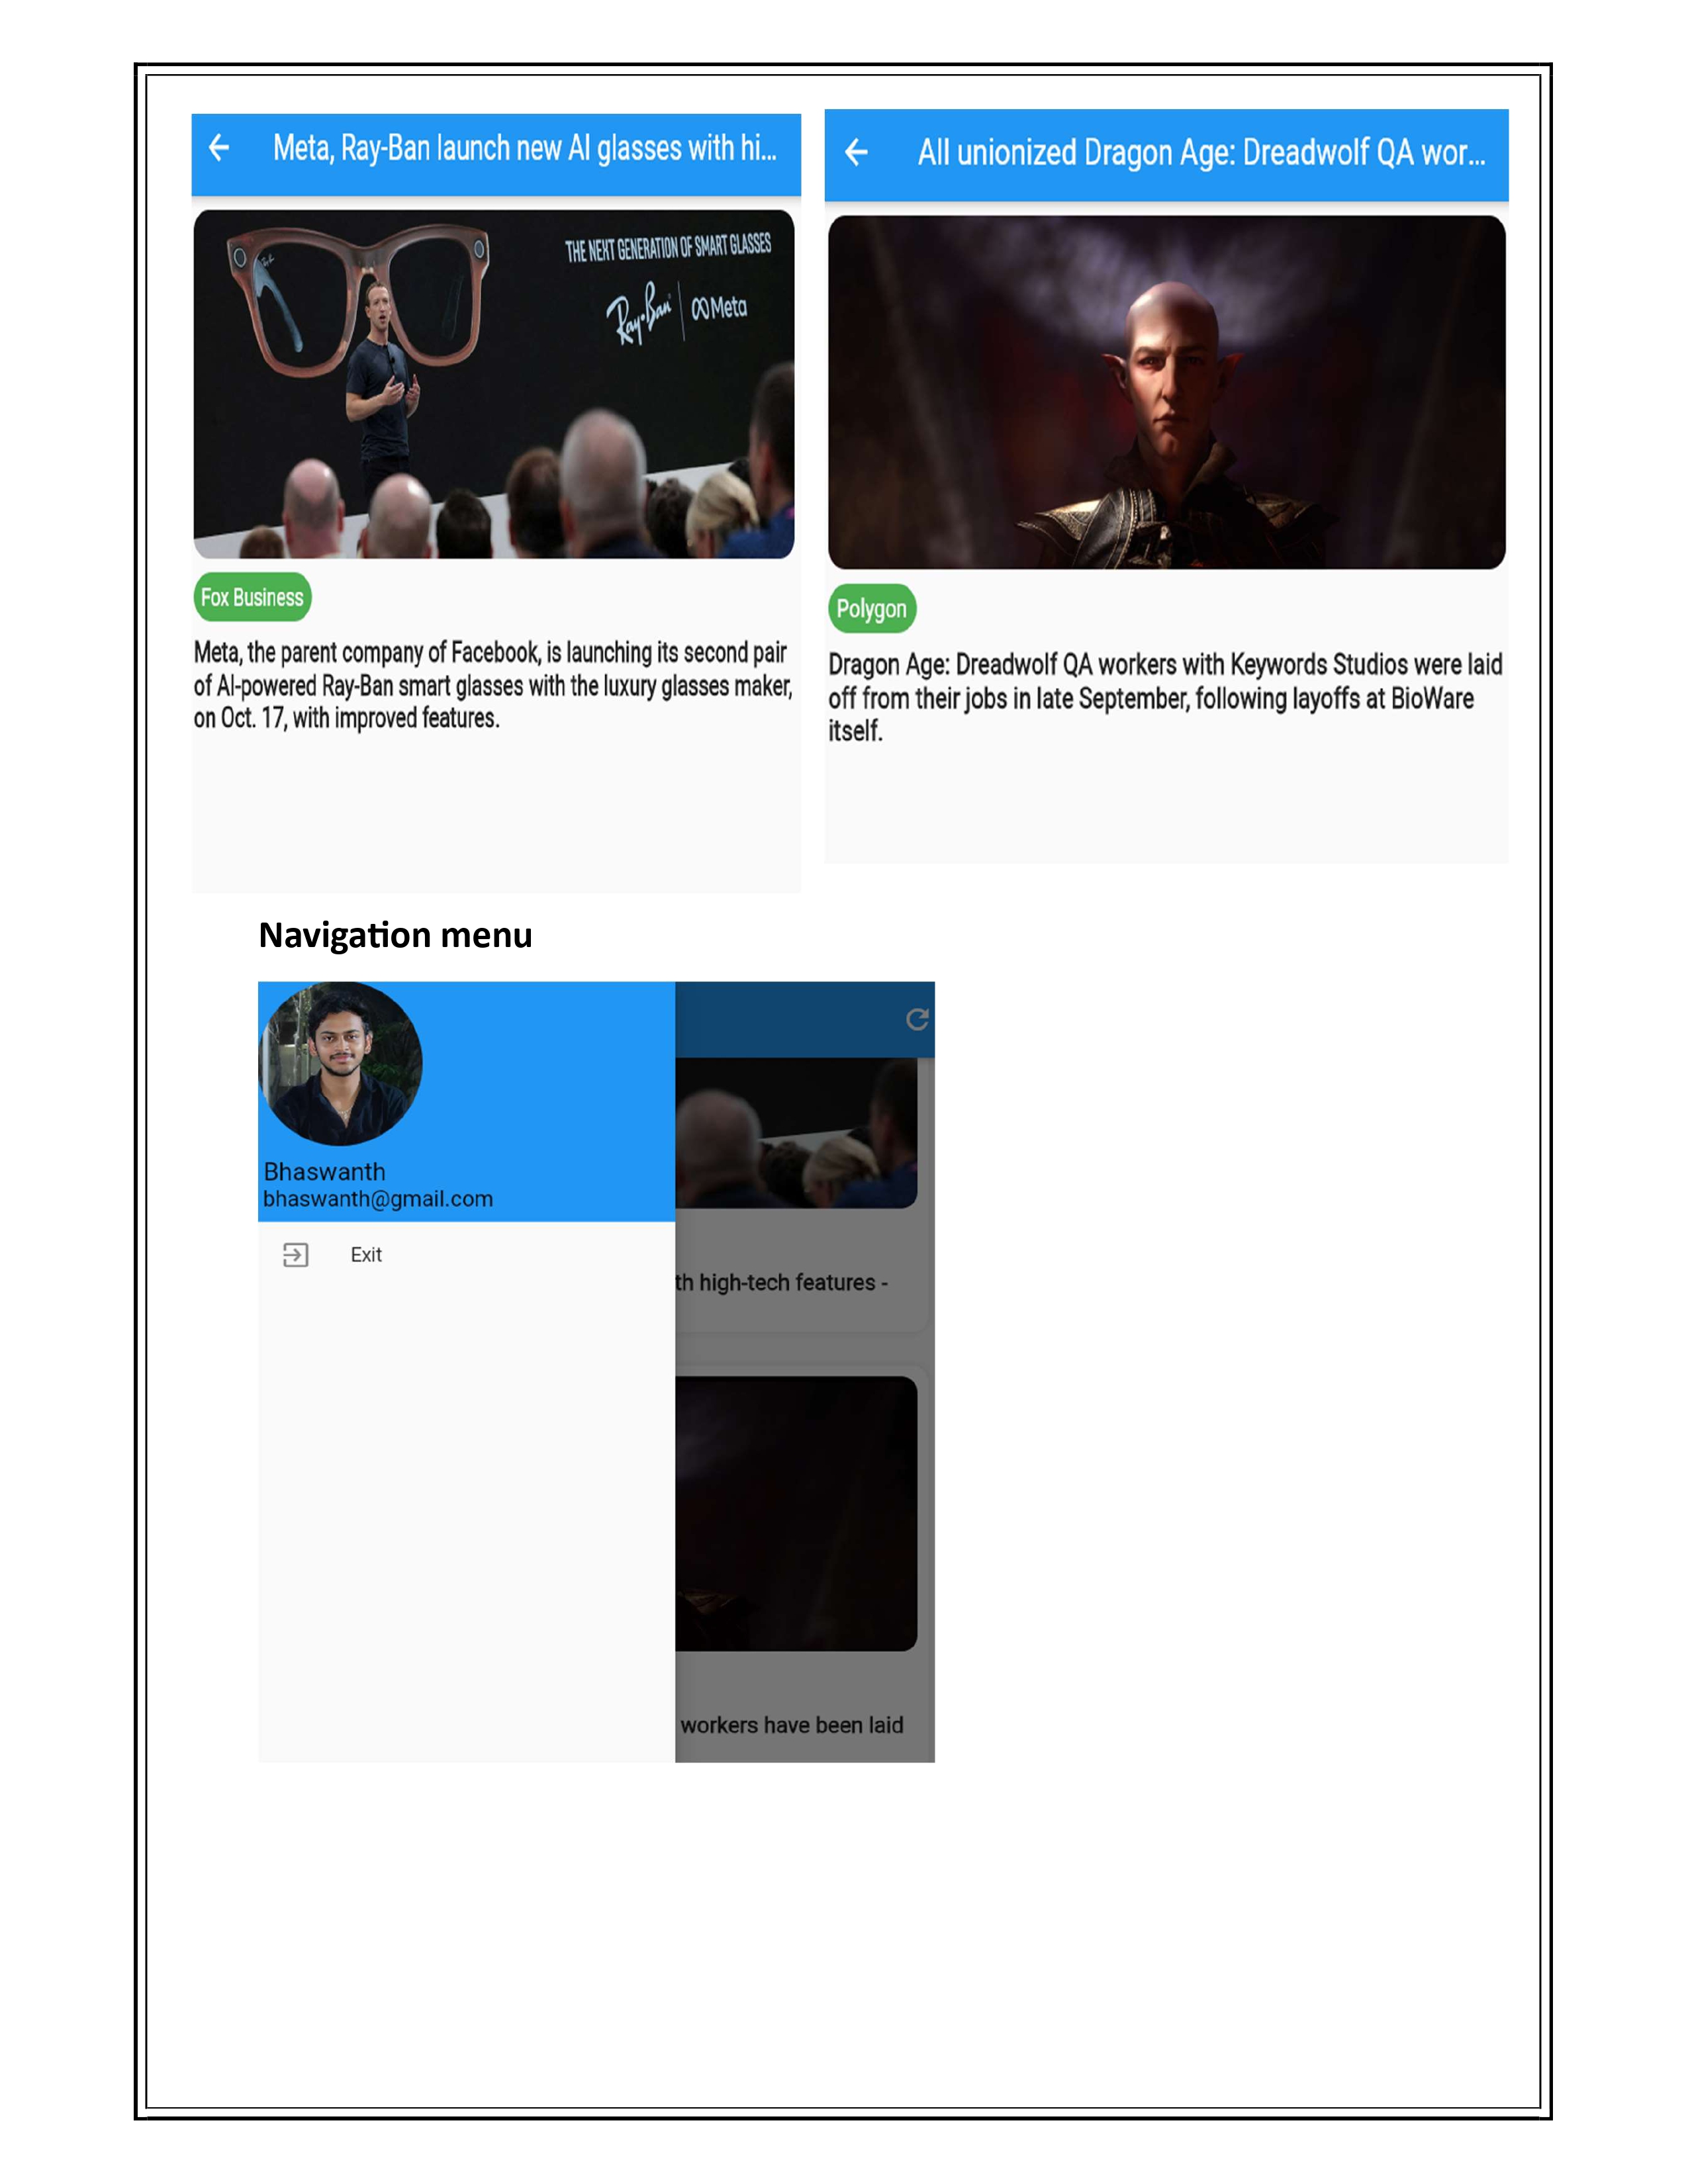 Meta, Ray-Ban launch new AI glasses with hi...
THE NEXT GENERATION OF SMART GLASSES
Ray-Ban
Ray-Ban | Meta
Fox Business
Meta, the parent company of Facebook, is launching its second pair
of AI-powered Ray-Ban smart glasses with the luxury glasses maker,
on Oct. 17, with improved features.
All unionized Dragon Age: Dreadwolf QA wor...
Polygon
Dragon Age: Dreadwolf QA workers with Keywords Studios were laid
off from their jobs in late September, following layoffs at BioWare
itself.
Navigation menu
Bhaswanth
bhaswanth@gmail.com
Exit
th high-tech features -
workers have been laid